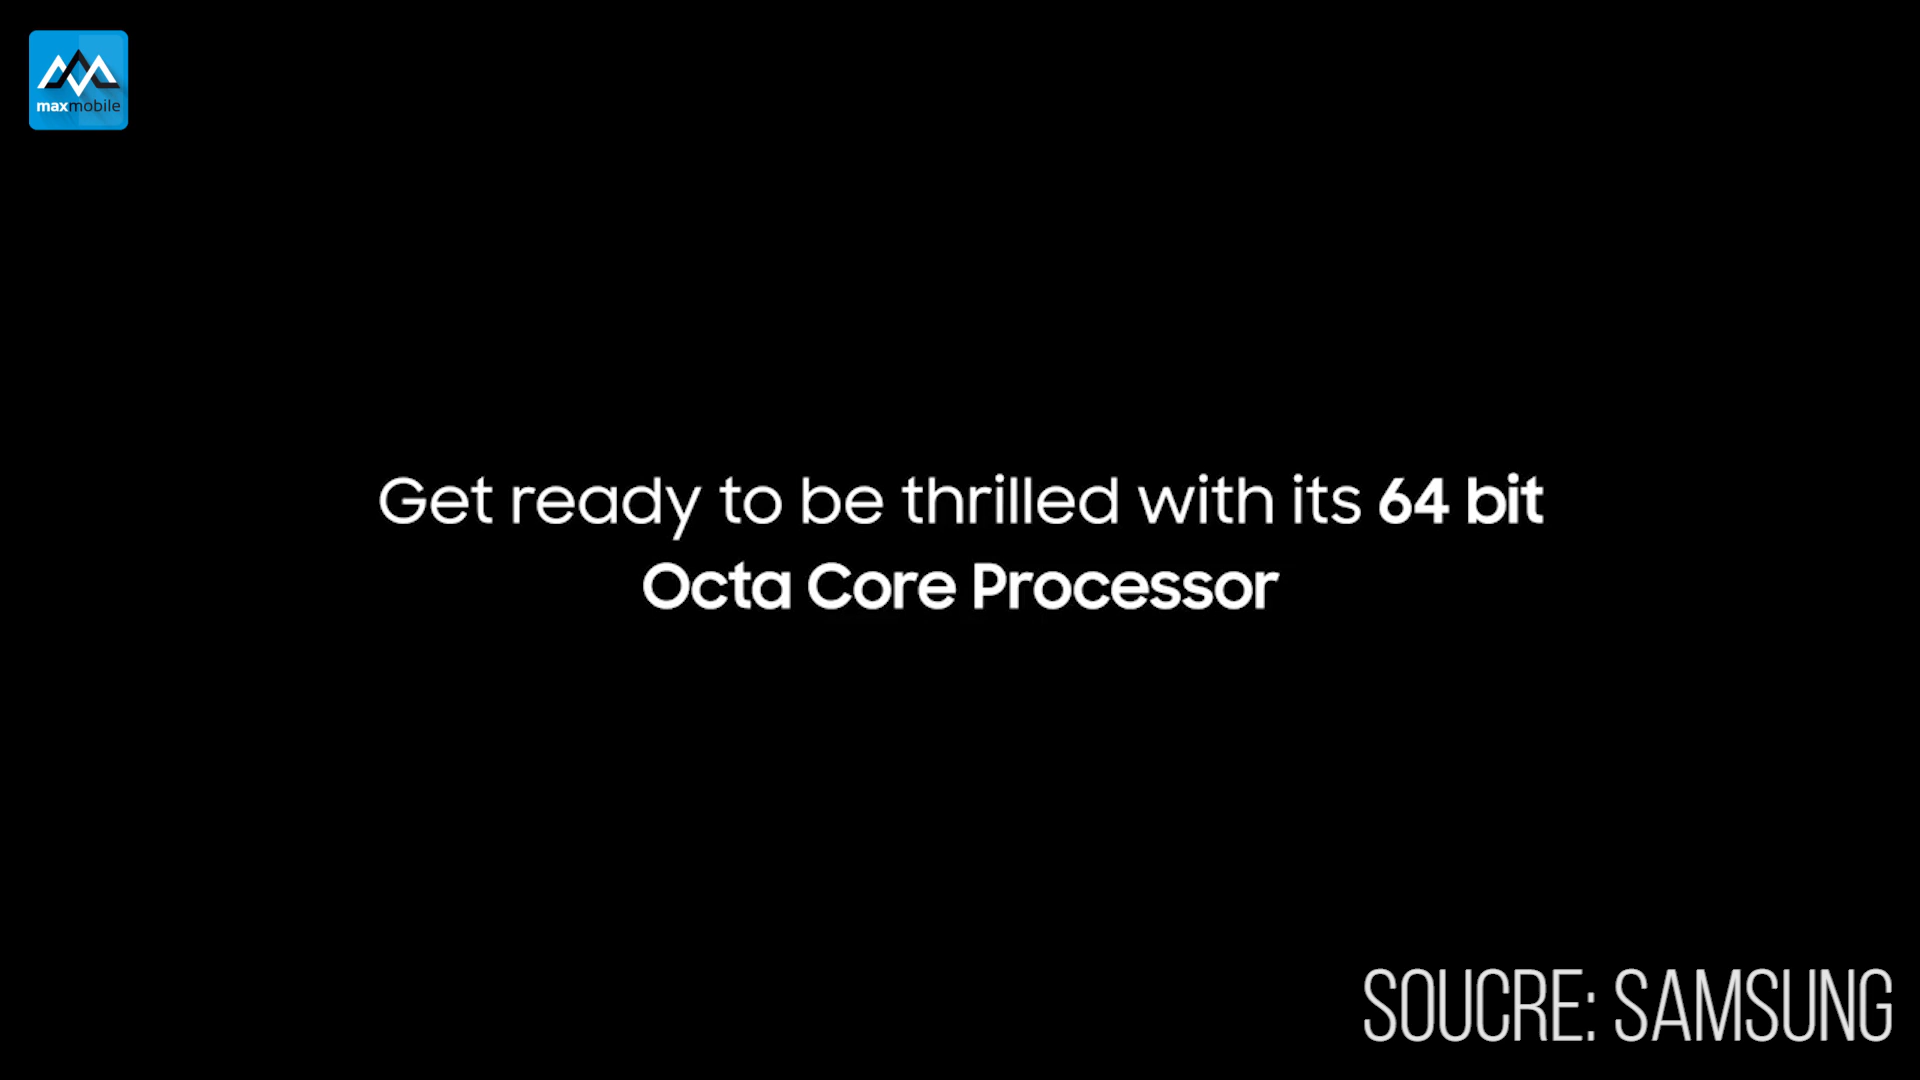 maxmobile
Get ready to be thrilled with its 64 bit
Octa Core Processor
SOUCRE: SAMSUNG